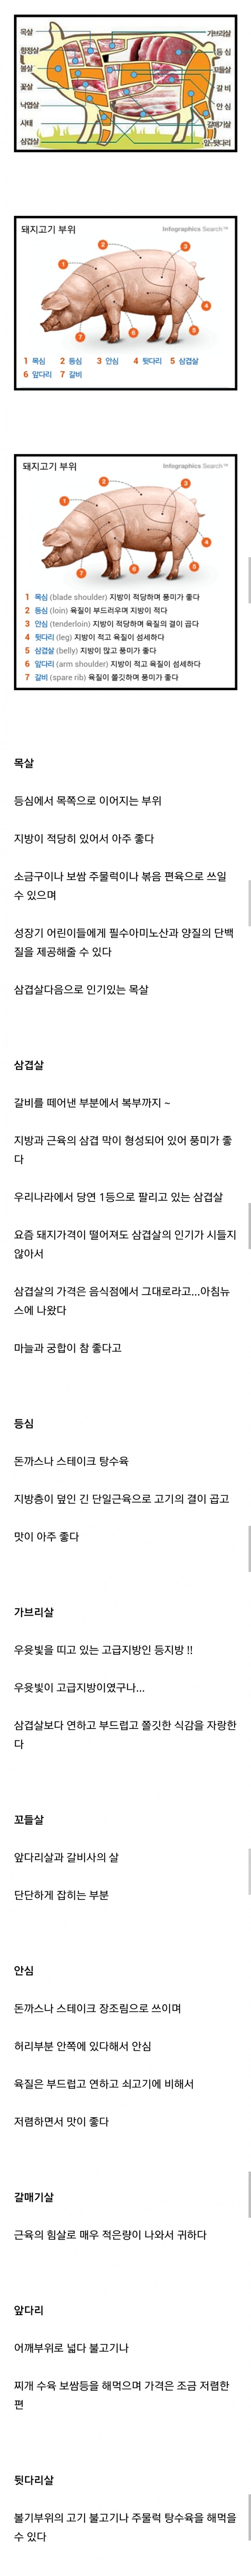 목살
항정살
볼살
꽃살
낙엽살
사태
삼겹살
가브리살
등 심
꼬들살
갈 비
안 심
갈매기살
앞·뒷다리
돼지고기 부위
Infographics Search™
1
2
3
4
5
6
7
1 목심 2 등심 3 안심 4 뒷다리 5 삼겹살
6 앞다리 7 갈비
돼지고기 부위
Infographics Search™
1
2
3
4
5
6
7
1 목심 (blade shoulder) 지방이 적당하며 풍미가 좋다
2 등심 (loin) 육질이 부드러우며 지방이 적다
3 안심 (tenderloin) 지방이 적당하며 육질의 결이 곱다
4 뒷다리 (leg) 지방이 적고 육질이 섬세하다
5 삼겹살 (belly) 지방이 많고 풍미가 좋다
6 앞다리 (arm shoulder) 지방이 적고 육질이 섬세하다
7 갈비 (spare rib) 육질이 쫄깃하며 풍미가 좋다
목살
등심에서 목쪽으로 이어지는 부위
지방이 적당히 있어서 아주 좋다
소금구이나 보쌈 주물럭이나 볶음 편육으로 쓰일
수 있으며
성장기 어린이들에게 필수아미노산과 양질의 단백
질을 제공해줄 수 있다
삼겹살다음으로 인기있는 목살
삼겹살
갈비를 떼어낸 부분에서 복부까지 ~
지방과 근육의 삼겹 막이 형성되어 있어 풍미가 좋
다
우리나라에서 당연 1등으로 팔리고 있는 삼겹살
요즘 돼지가격이 떨어져도 삼겹살의 인기가 시들지
않아서
삼겹살의 가격은 음식점에서 그대로라고...아침뉴
스에 나왔다
마늘과 궁합이 참 좋다고
등심
돈까스나 스테이크 탕수육
지방층이 덮인 긴 단일근육으로 고기의 결이 곱고
맛이 아주 좋다
가브리살
우윳빛을 띠고 있는 고급지방인 등지방 !!
우윳빛이 고급지방이였구나...
삼겹살보다 연하고 부드럽고 쫄깃한 식감을 자랑한
다
꼬들살
앞다리살과 갈비사의 살
단단하게 잡히는 부분
안심
돈까스나 스테이크 장조림으로 쓰이며
허리부분 안쪽에 있다해서 안심
육질은 부드럽고 연하고 쇠고기에 비해서
저렴하면서 맛이 좋다
갈매기살
근육의 힘살로 매우 적은량이 나와서 귀하다
앞다리
어깨부위로 넓다 불고기나
찌개 수육 보쌈등을 해먹으며 가격은 조금 저렴한
편
뒷다리살
볼기부위의 고기 불고기나 주물럭 탕수육을 해먹을
수 있다